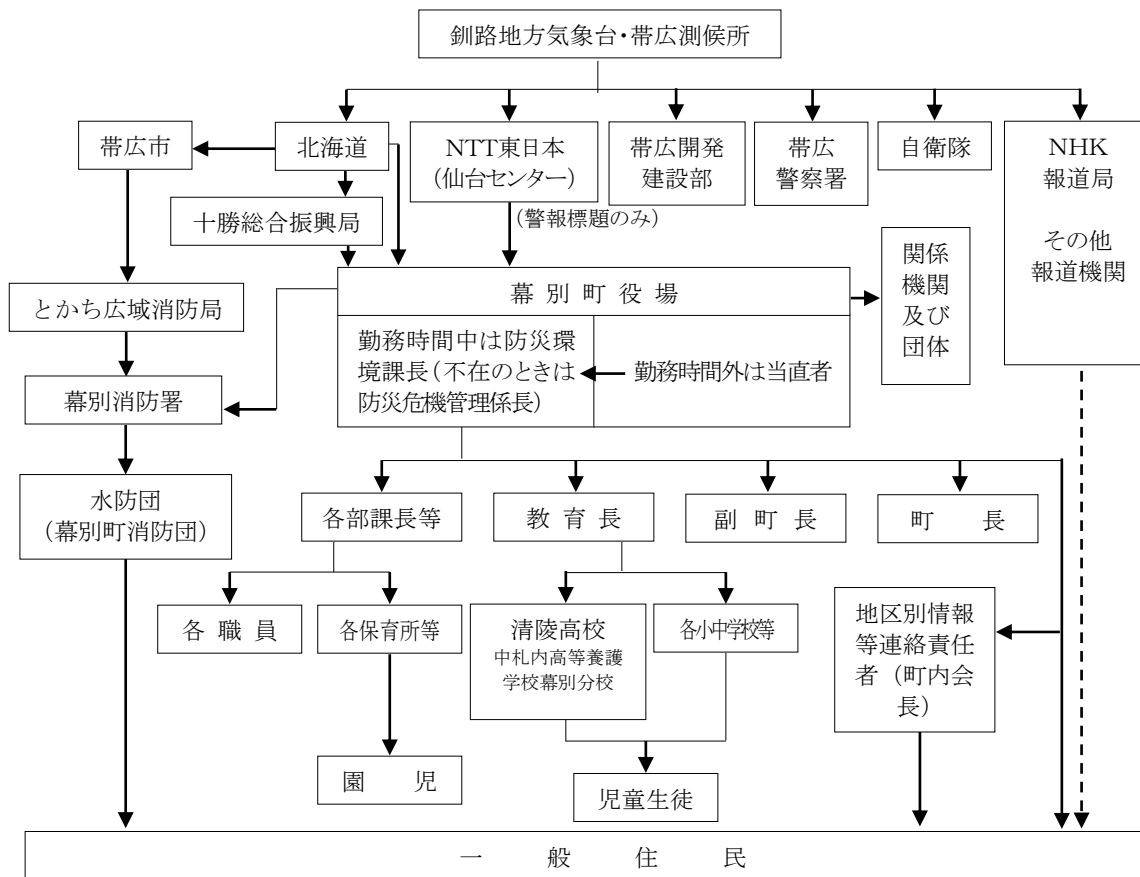 釧路地方気象台・帯広測候所
帯広市
北海道
NTT東日本
(仙台センター)
帯広開発
建設部
帯広
警察署
自衛隊
NHK
報道局
その他
報道機関
十勝総合振興局
(警報標題のみ)
関係
機関
及び
団体
とかち広域消防局
幕別町役場
勤務時間中は防災環
境課長(不在のときは
防災危機管理係長)
勤務時間外は当直者
幕別消防署
水防団
(幕別町消防団)
各部課長等
教育長
副町長
町 長
各職員
各保育所等
清陵高校
中札内高等養護
学校幕別分校
各小中学校等
地区別情報
等連絡責任
者(町内会
長)
園 児
児童生徒
一 般 住 民